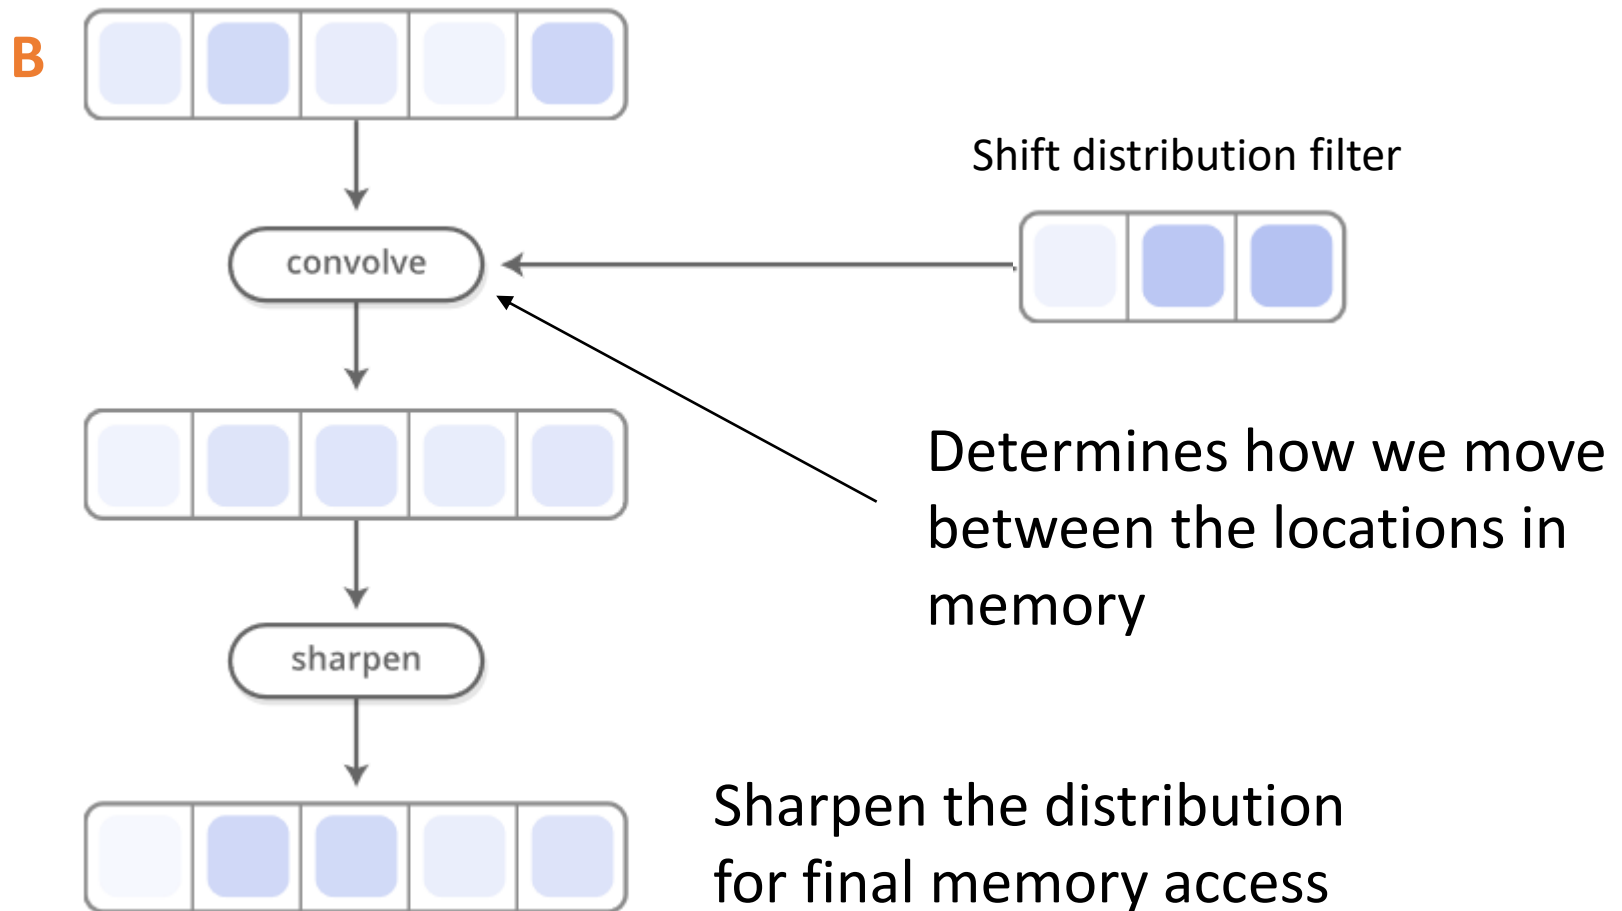 B
Shift distribution filter
convolve
Determines how we move
between the locations in
memory
sharpen
Sharpen the distribution
for final memory access